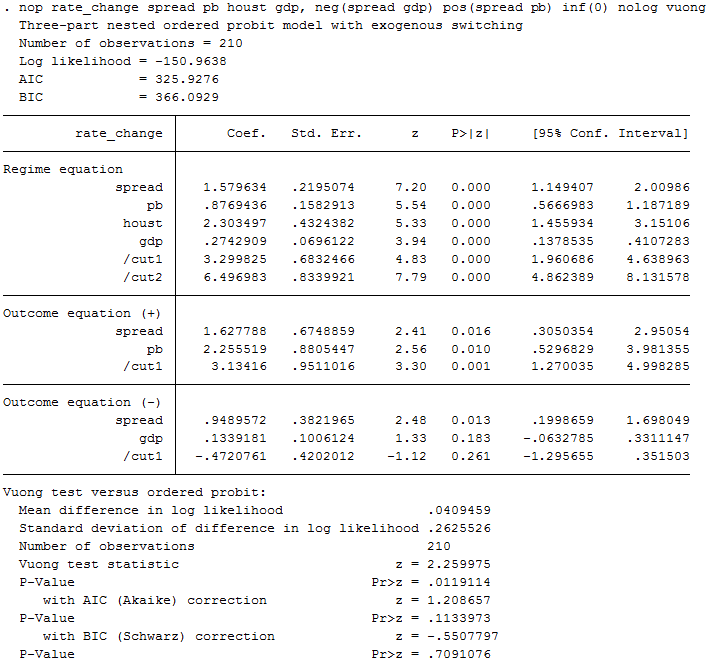 . nop rate_change spread pb houst gdp, neg(spread gdp) pos(spread pb) inf(0) nolog vuong
Three-part nested ordered probit model with exogenous switching
Number of observations = 210
Log likelihood = -150.9638
AIC = 325.9276
BIC = 366.0929
rate_change Coef. Std. Err. z P>|z| [95% Conf. Interval]
Regime equation
spread 1.579634 .2195074 7.20 0.000 1.149407 2.00986
pb .8769436 .1582913 5.54 0.000 .5666983 1.187189
houst 2.303497 .4324382 5.33 0.000 1.455934 3.15106
gdp .2742909 .0696122 3.94 0.000 .1378535 .4107283
/cut1 3.299825 .6832466 4.83 0.000 1.960686 4.638963
/cut2 6.496983 .8339921 7.79 0.000 4.862389 8.131578
Outcome equation (+)
spread 1.627788 .6748859 2.41 0.016 .3050354 2.95054
pb 2.255519 .8805447 2.56 0.010 .5296829 3.981355
/cut1 3.13416 .9511016 3.30 0.001 1.270035 4.998285
Outcome equation (-)
spread .9489572 .3821965 2.48 0.013 .1998659 1.698049
gdp .1339181 .1006124 1.33 0.183 -.0632785 .3311147
/cut1 -.4720761 .4202012 -1.12 0.261 -1.295655 .351503
Vuong test versus ordered probit:
Mean difference in log likelihood .0409459
Standard deviation of difference in log likelihood .2625526
Number of observations 210
Vuong test statistic z = 2.259975
P-Value Pr>z = .0119114
with AIC (Akaike) correction z = 1.208657
P-Value Pr>z = .1133973
with BIC (Schwarz) correction z = -.5507797
P-Value Pr>z = .7091076